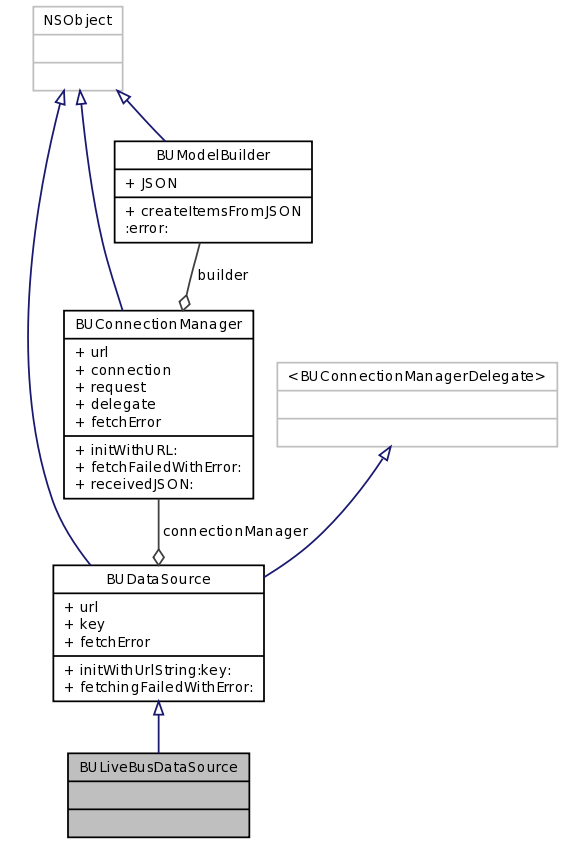 NSObject
BUModelBuilder
+ JSON
+ createItemsFromJSON
:error:
builder
BUConnectionManager
+ url
+ connection
+ request
+ delegate
+ fetchError
+ initWithURL:
+ fetchFailedWithError:
+ receivedJSON:
<BUConnectionManagerDelegate>
connectionManager
BUDataSource
+ url
+ key
+ fetchError
+ initWithUrlString:key:
+ fetchingFailedWithError:
BULiveBusDataSource